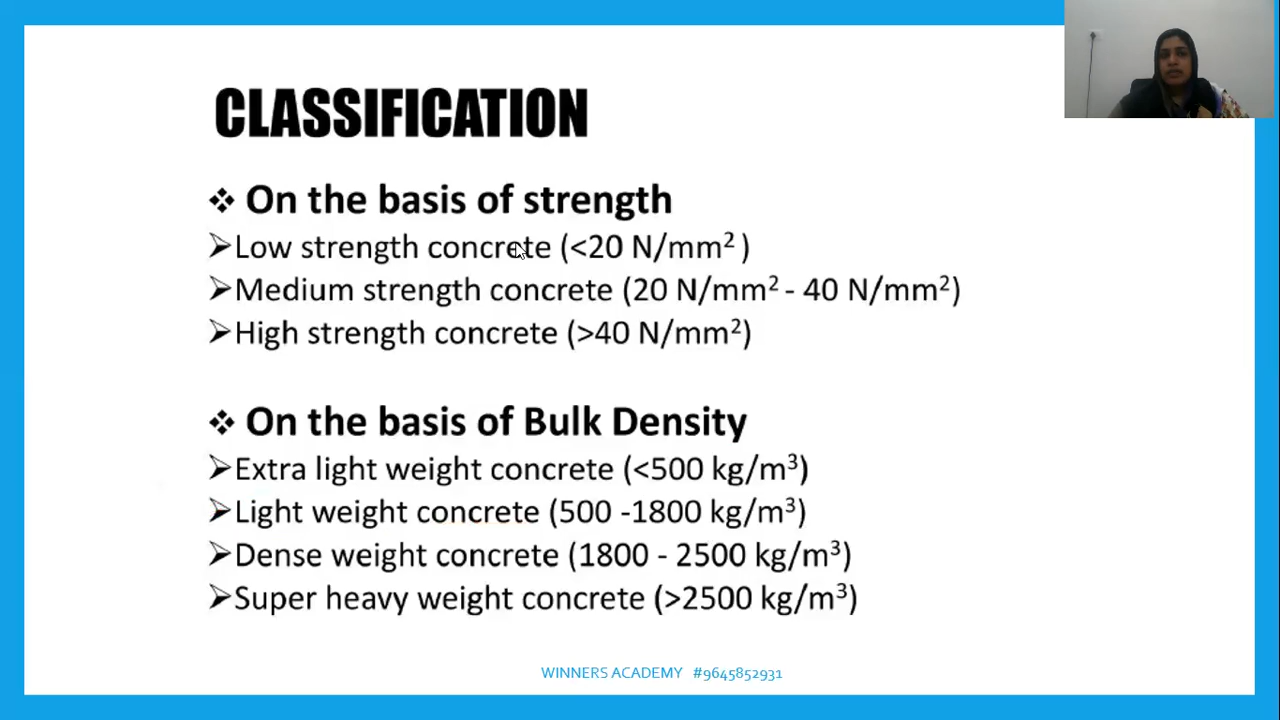 CLASSIFICATION
❖ On the basis of strength
➢Low strength concrete (<20 N/mm² )
➢Medium strength concrete (20 N/mm² - 40 N/mm²)
➢High strength concrete (>40 N/mm²)
❖ On the basis of Bulk Density
➢Extra light weight concrete (<500 kg/m³)
➢Light weight concrete (500 -1800 kg/m³)
➢Dense weight concrete (1800 - 2500 kg/m³)
➢Super heavy weight concrete (>2500 kg/m³)
WINNERS ACADEMY #9645852931